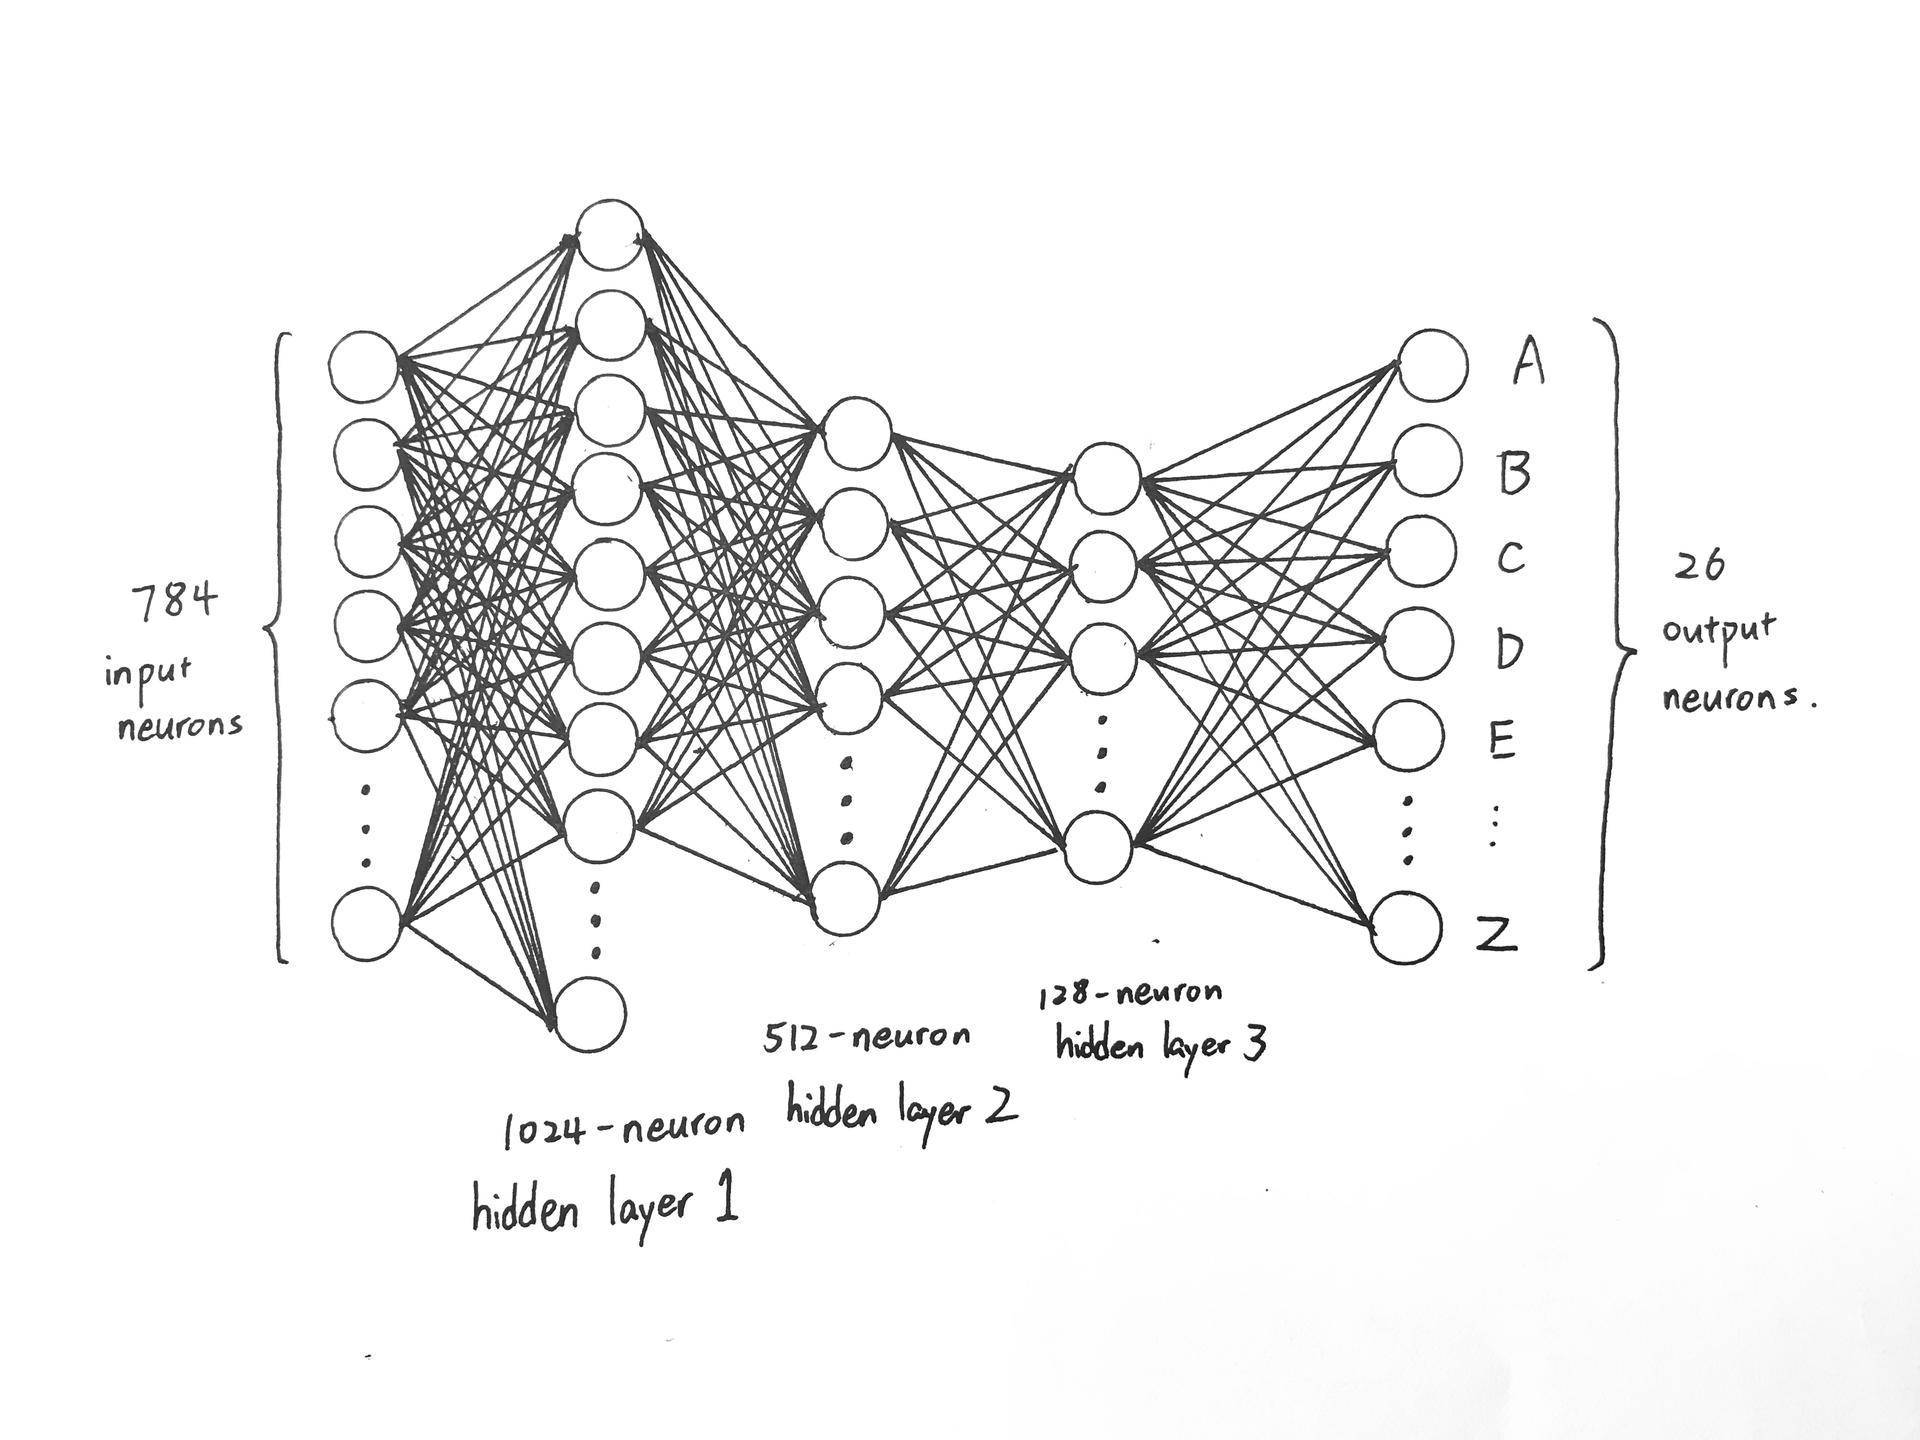 784
input
neurons
A
B
C
D
E
Z
26
output
neurons.
1024-neuron
hidden layer 1
512-neuron
hidden layer 2
128-neuron
hidden layer 3